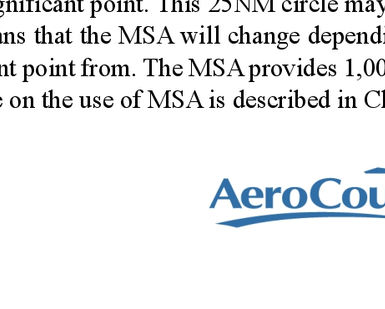 gnificant point. This 25NM circle may
ns that the MSA will change dependi
nt point from. The MSA provides 1,00
e on the use of MSA is described in Cl
AeroCou